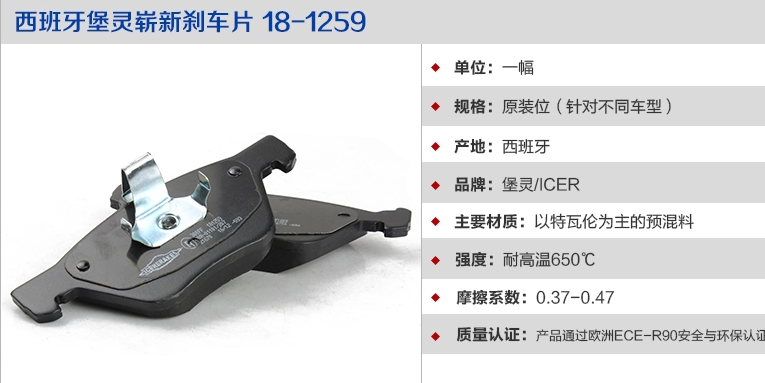 西班牙堡灵崭新刹车片 18-1259
单位：一幅
规格：原装位（针对不同车型）
产地：西班牙
品牌：堡灵/ICER
主要材质：以特瓦伦为主的预混料
强度：耐高温650℃
摩擦系数：0.37-0.47
质量认证：产品通过欧洲ECE-R90安全与环保认证